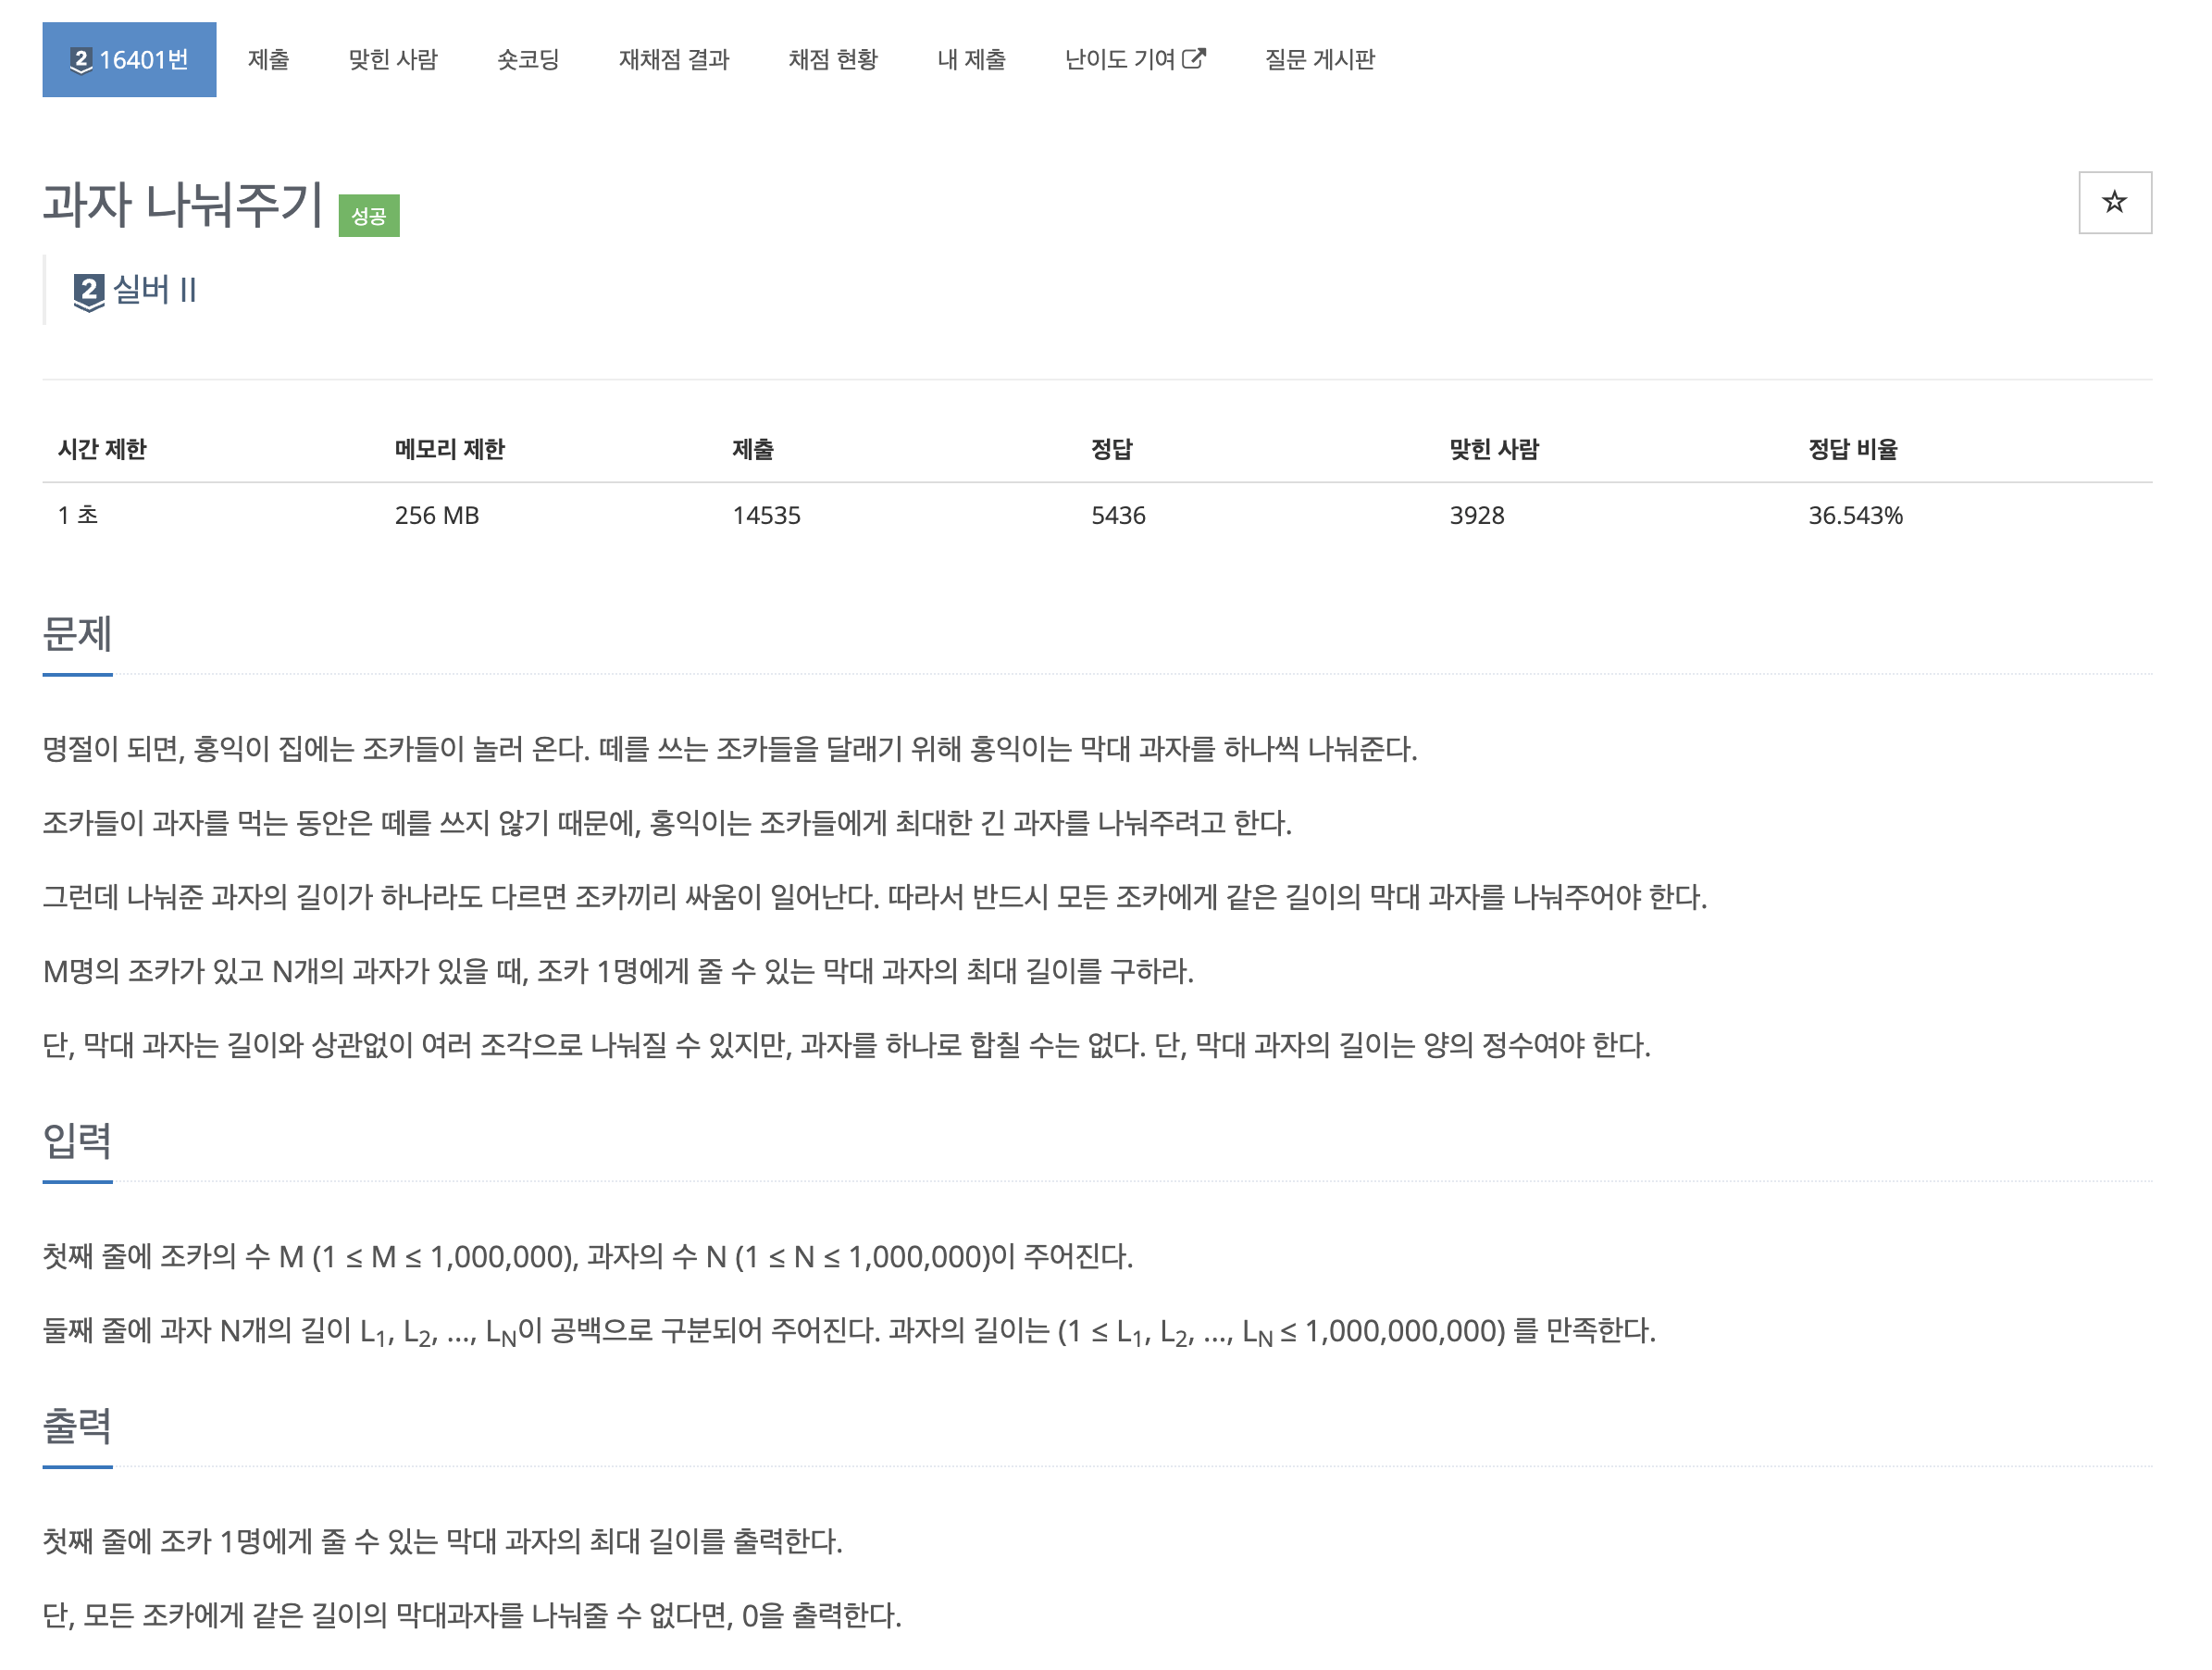 2 16401번 제출 맞힌 사람 숏코딩 재채점 결과 채점 현황 내 제출 난이도 기여 질문 게시판
과자 나눠주기 성공
2 실버 II
시간 제한 메모리 제한 제출 정답 맞힌 사람 정답 비율
1 초 256 MB 14535 5436 3928 36.543%
문제
명절이 되면, 홍익이 집에는 조카들이 놀러 온다. 떼를 쓰는 조카들을 달래기 위해 홍익이는 막대 과자를 하나씩 나눠준다.
조카들이 과자를 먹는 동안은 떼를 쓰지 않기 때문에, 홍익이는 조카들에게 최대한 긴 과자를 나눠주려고 한다.
그런데 나눠준 과자의 길이가 하나라도 다르면 조카끼리 싸움이 일어난다. 따라서 반드시 모든 조카에게 같은 길이의 막대 과자를 나눠주어야 한다.
M명의 조카가 있고 N개의 과자가 있을 때, 조카 1명에게 줄 수 있는 막대 과자의 최대 길이를 구하라.
단, 막대 과자는 길이와 상관없이 여러 조각으로 나눠질 수 있지만, 과자를 하나로 합칠 수는 없다. 단, 막대 과자의 길이는 양의 정수여야 한다.
입력
첫째 줄에 조카의 수 M (1 ≤ M ≤ 1,000,000), 과자의 수 N (1 ≤ N ≤ 1,000,000)이 주어진다.
둘째 줄에 과자 N개의 길이 L₁, L₂, ..., L_N이 공백으로 구분되어 주어진다. 과자의 길이는 (1 ≤ L₁, L₂, ..., L_N ≤ 1,000,000,000) 를 만족한다.
출력
첫째 줄에 조카 1명에게 줄 수 있는 막대 과자의 최대 길이를 출력한다.
단, 모든 조카에게 같은 길이의 막대과자를 나눠줄 수 없다면, 0을 출력한다.